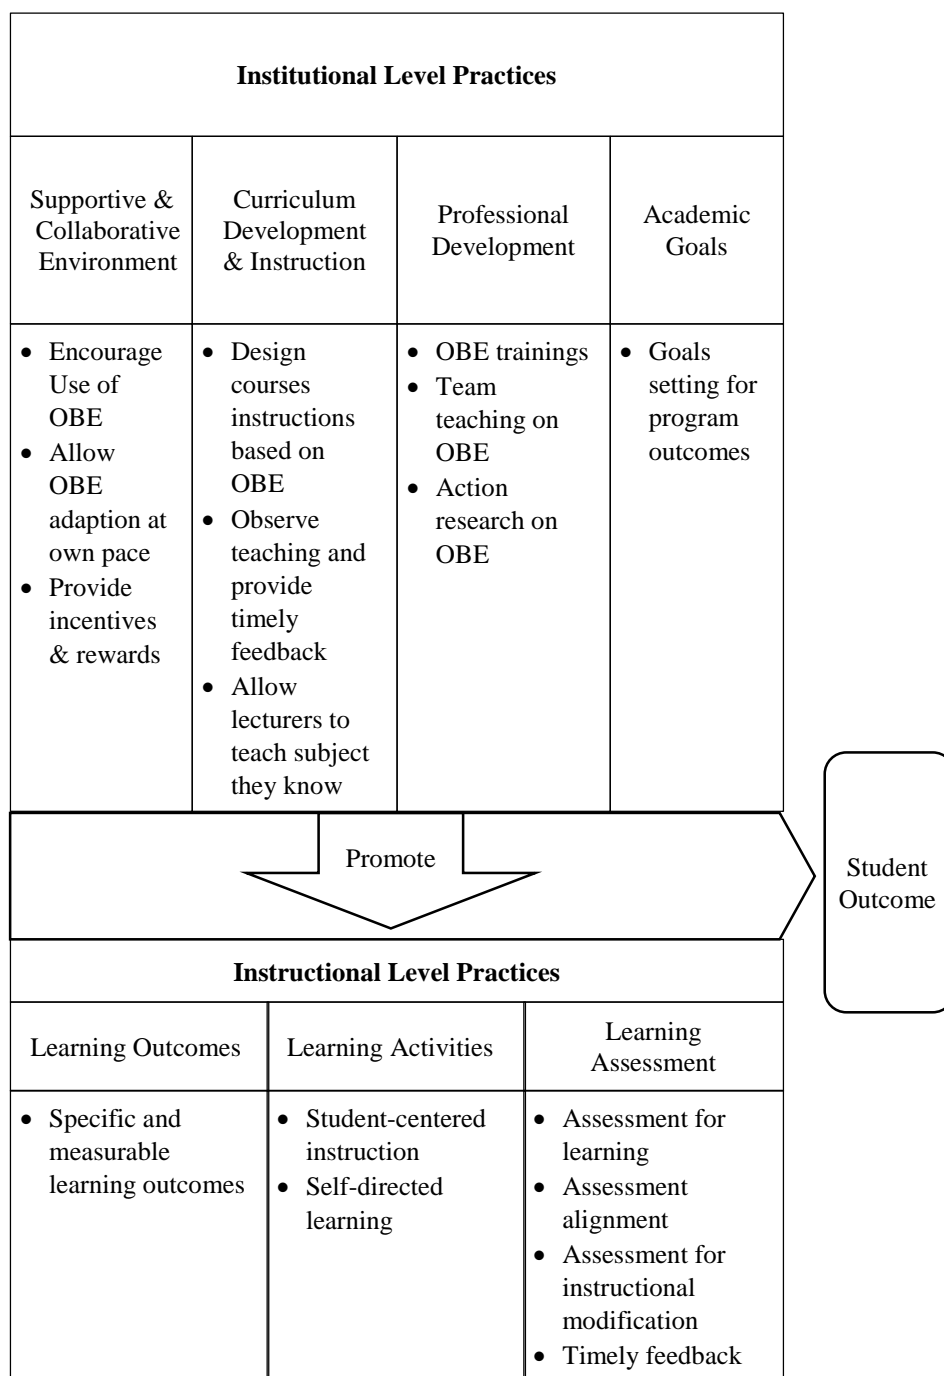 Institutional Level Practices
Supportive &
Collaborative
Environment
Curriculum
Development
& Instruction
Professional
Development
Academic
Goals
• Encourage
Use of
OBE
• Allow
OBE
adaption at
own pace
• Provide
incentives
& rewards
• Design
courses
instructions
based on
OBE
• Observe
teaching and
provide
timely
feedback
• Allow
lecturers to
teach subject
they know
• OBE trainings
• Team
teaching on
OBE
• Action
research on
OBE
• Goals
setting for
program
outcomes
Promote
Student
Outcome
Instructional Level Practices
Learning Outcomes
Learning Activities
Learning
Assessment
• Specific and
measurable
learning outcomes
• Student-centered
instruction
• Self-directed
learning
• Assessment for
learning
• Assessment
alignment
• Assessment for
instructional
modification
• Timely feedback